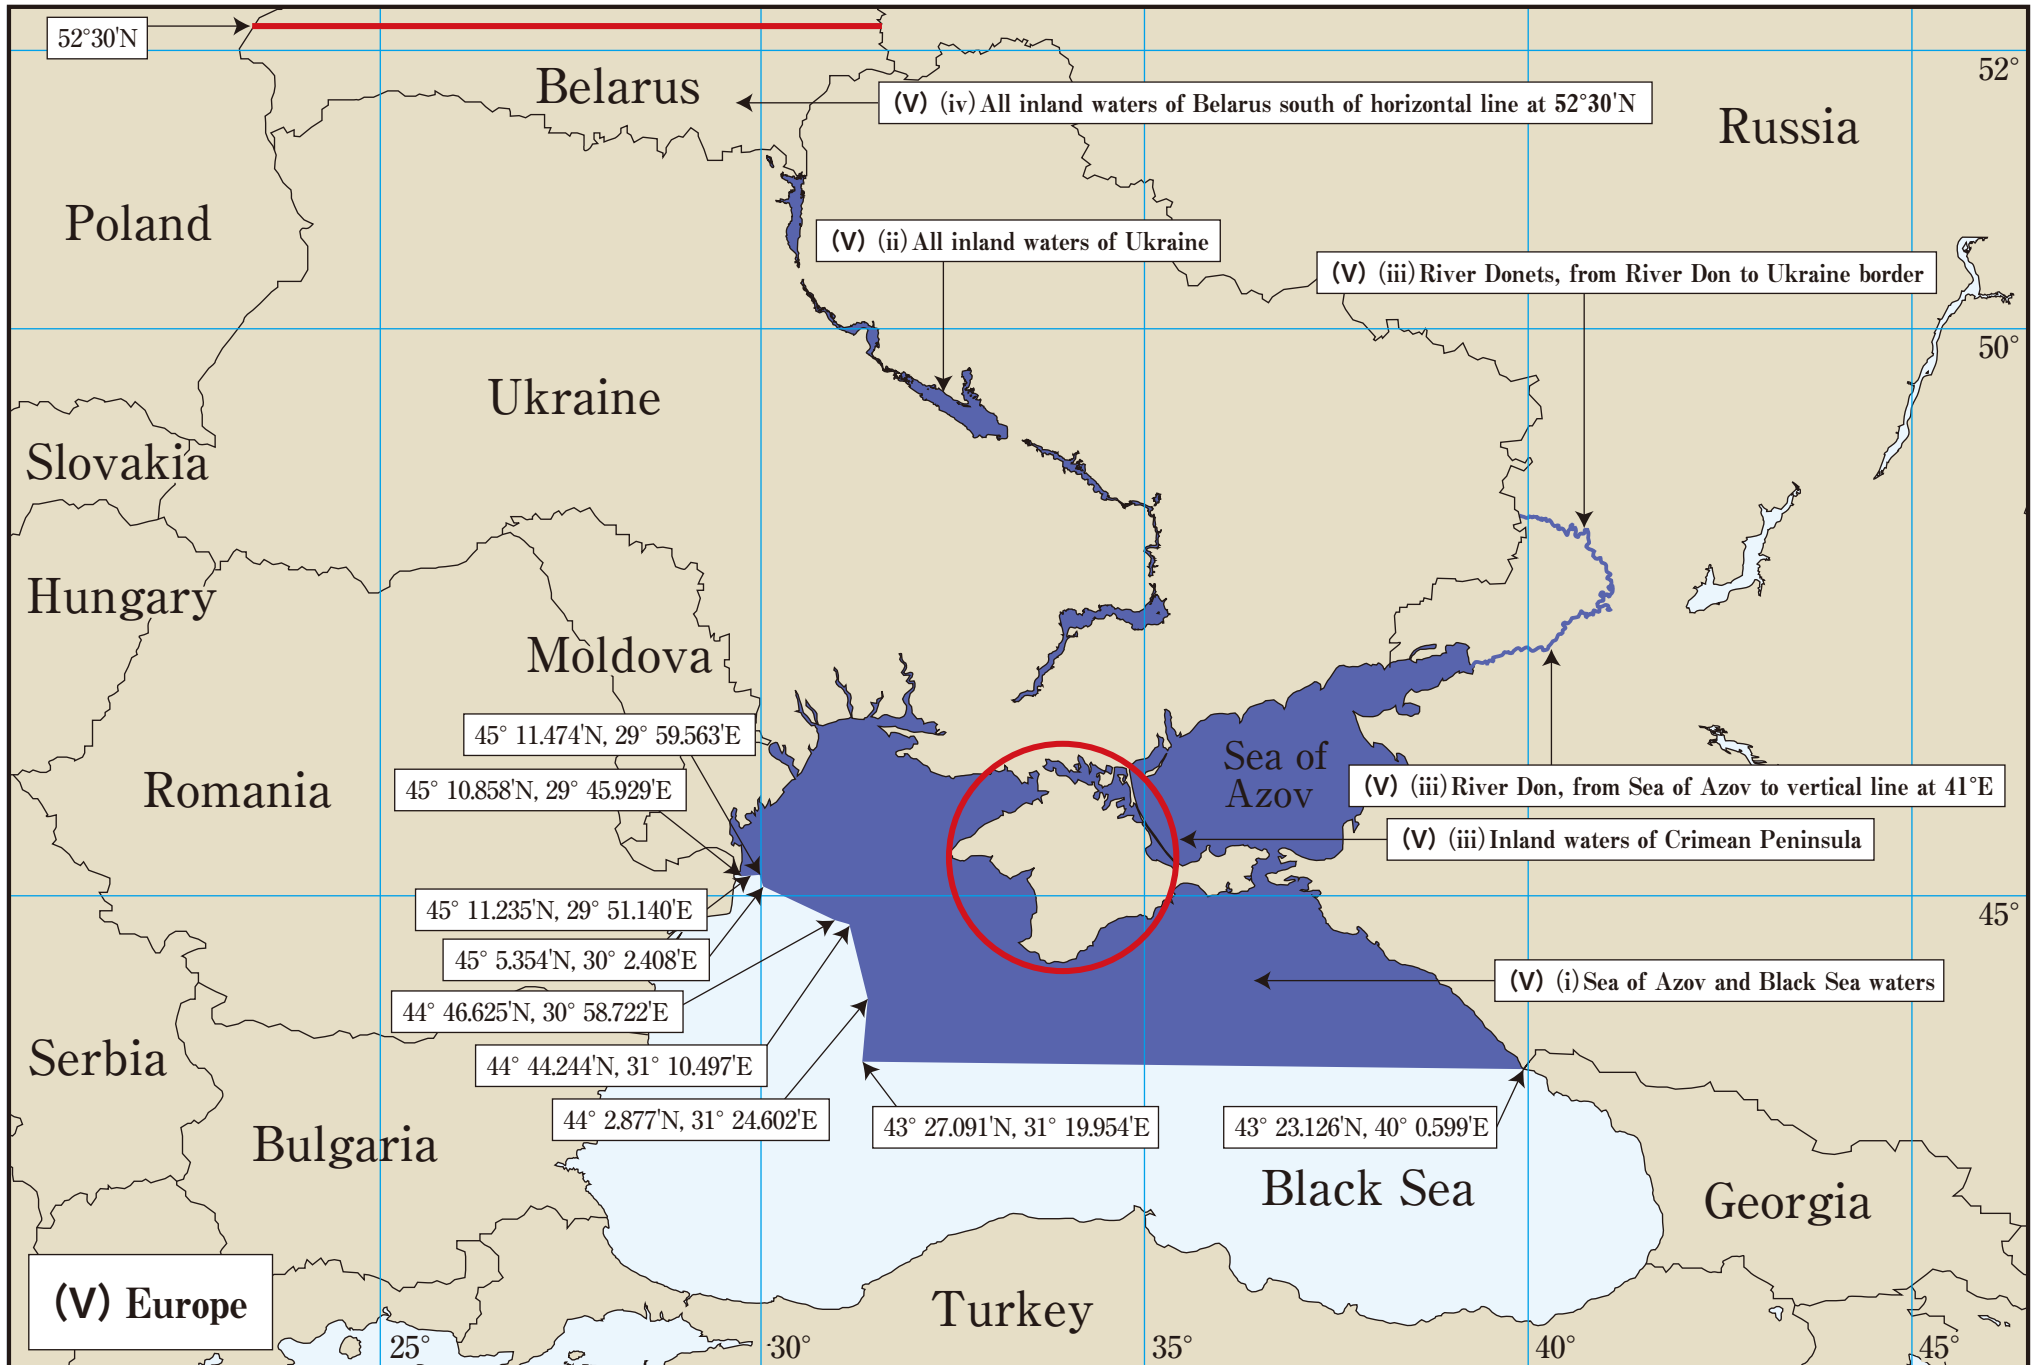 52°30'N
52°
Belarus
(V) (iv) All inland waters of Belarus south of horizontal line at 52°30'N
Russia
Poland
(V) (ii) All inland waters of Ukraine
(V) (iii) River Donets, from River Don to Ukraine border
50°
Ukraine
Slovakia
Hungary
Moldova
45° 11.474'N, 29° 59.563'E
Sea of
Azov
(V) (iii) River Don, from Sea of Azov to vertical line at 41°E
Romania
45° 10.858'N, 29° 45.929'E
(V) (iii) Inland waters of Crimean Peninsula
45° 11.235'N, 29° 51.140'E
45°
45° 5.354'N, 30° 2.408'E
(V) (i) Sea of Azov and Black Sea waters
44° 46.625'N, 30° 58.722'E
Serbia
44° 44.244'N, 31° 10.497'E
44° 2.877'N, 31° 24.602'E
43° 27.091'N, 31° 19.954'E
43° 23.126'N, 40° 0.599'E
Bulgaria
Black Sea
Georgia
(V) Europe
Turkey
25°
30°
35°
40°
45°